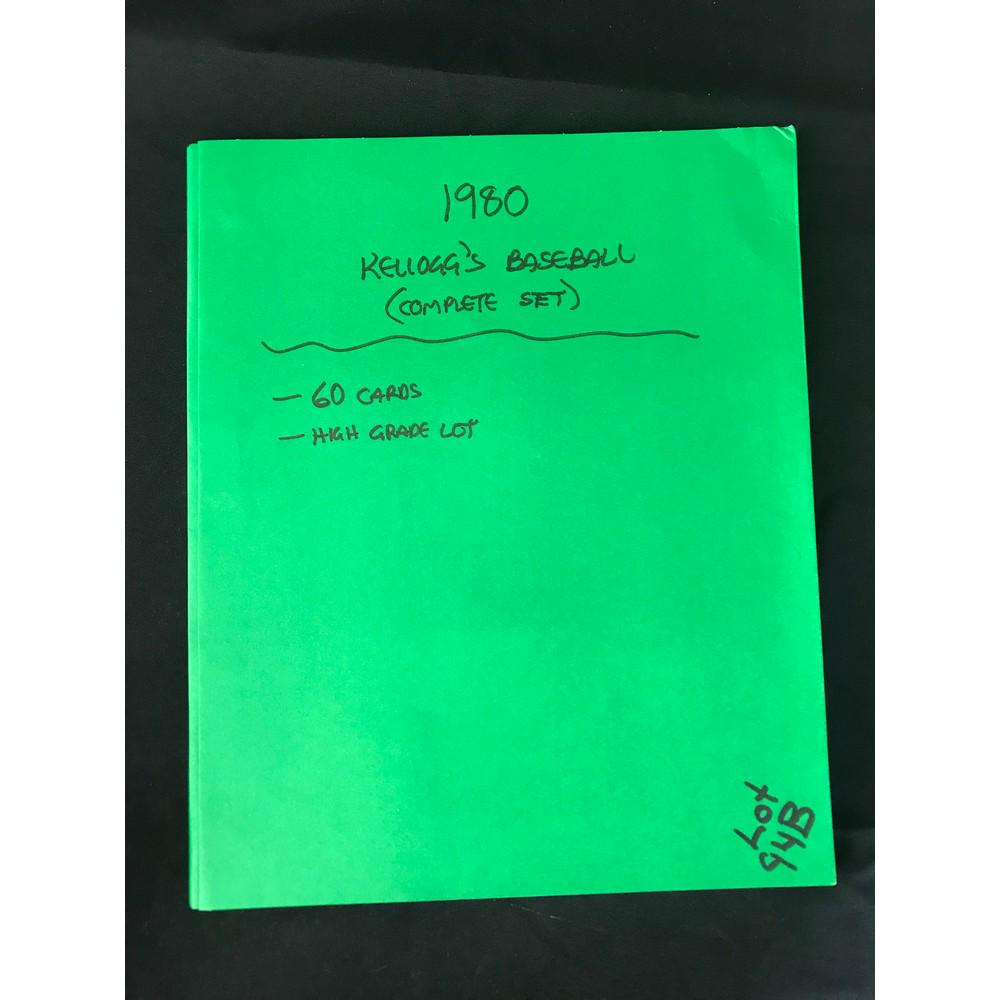 1980
KELLOGG'S BASEBALL
(COMPLETE SET)
— 60 CARDS
— HIGH GRADE LOT
LOT
94B